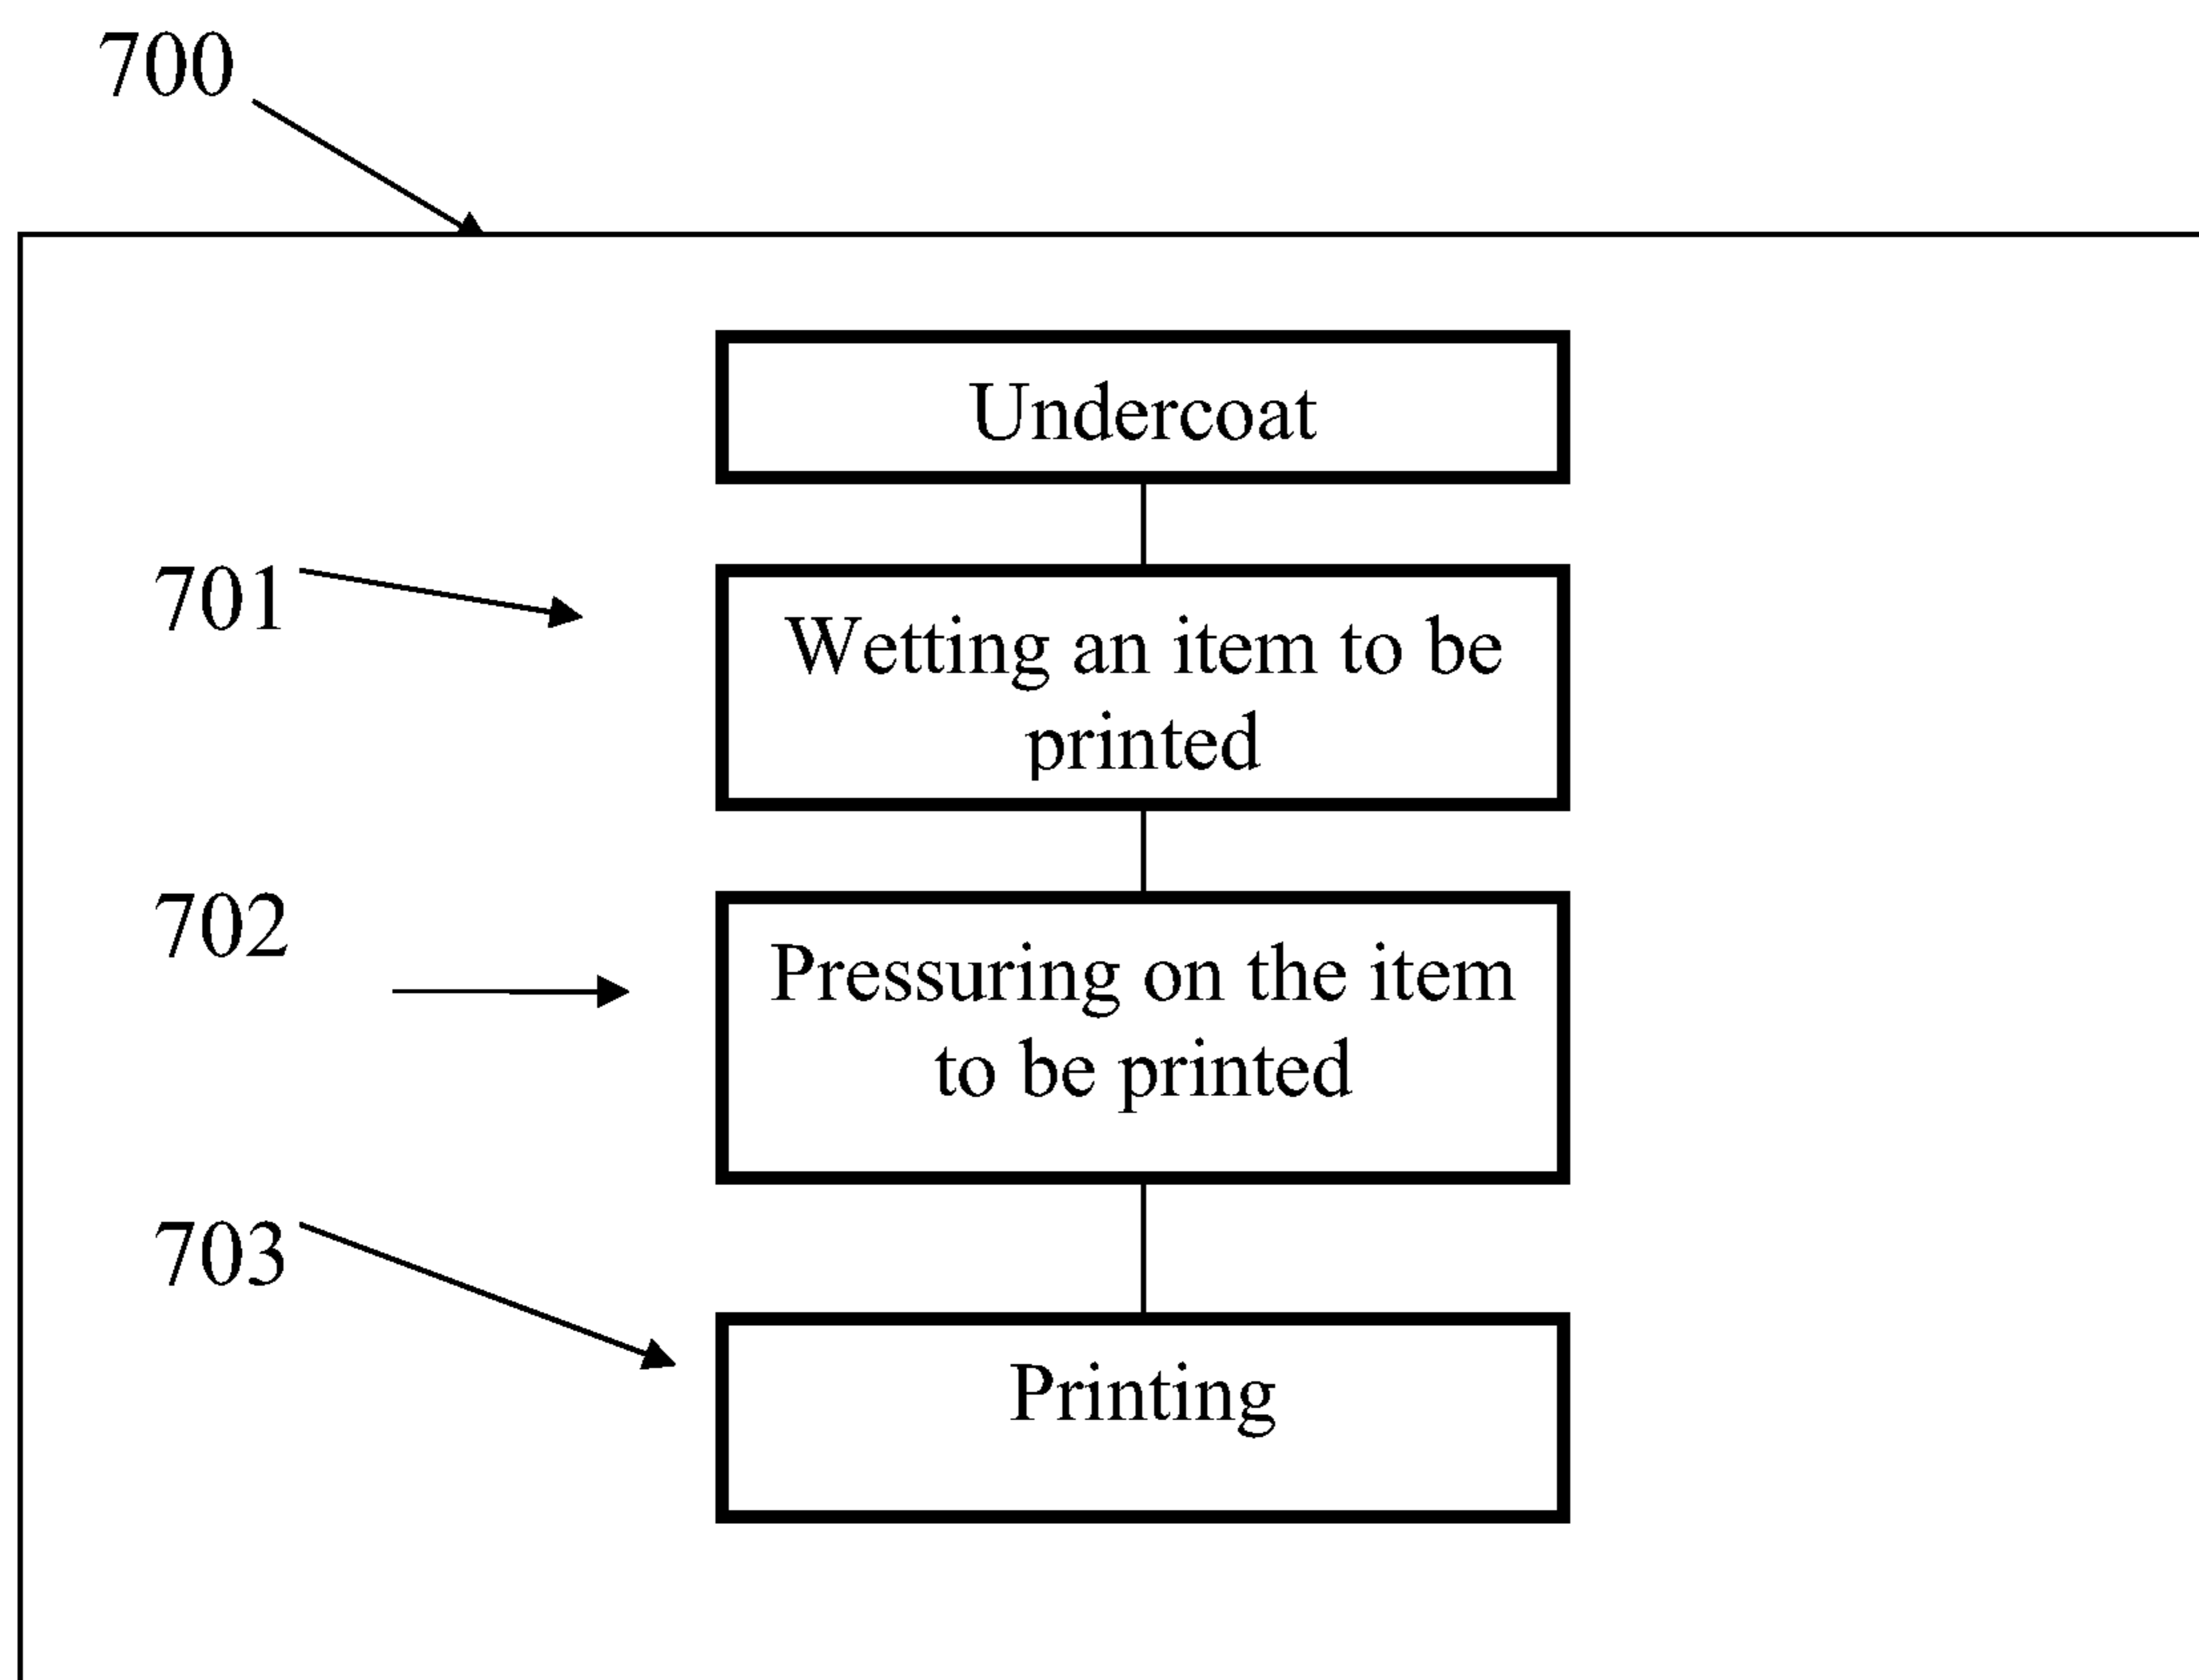 700
Undercoat
701
Wetting an item to be
printed
702
Pressuring on the item
to be printed
703
Printing